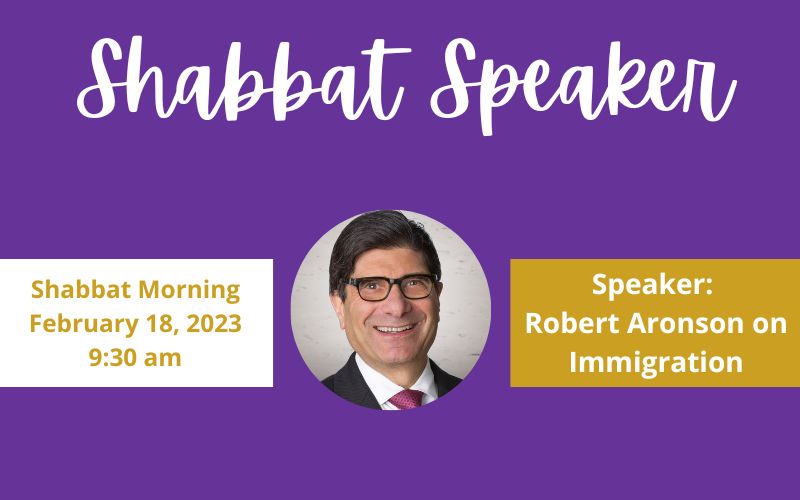 Shabbat Speaker
Shabbat Morning
February 18, 2023
9:30 am
Speaker:
Robert Aronson on
Immigration